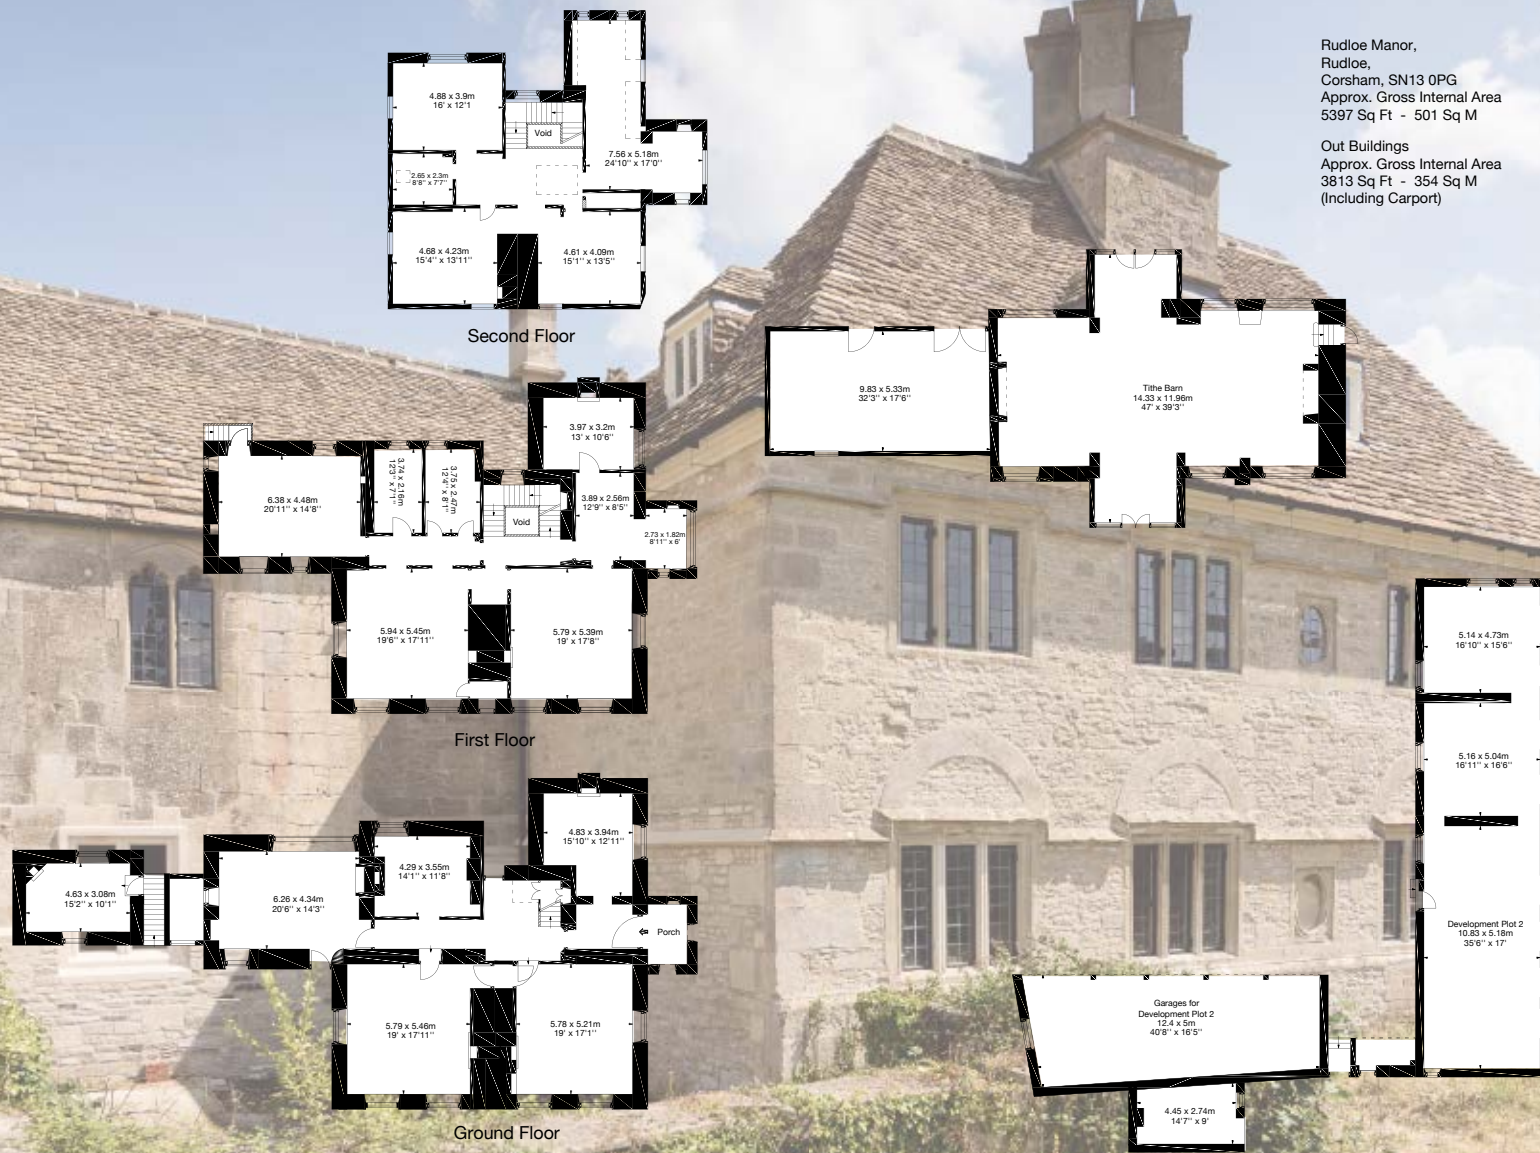 Rudloe Manor,
Rudloe,
Corsham, SN13 0PG
Approx. Gross Internal Area
5397 Sq Ft - 501 Sq M
Out Buildings
Approx. Gross Internal Area
3813 Sq Ft - 354 Sq M
(Including Carport)
4.88 x 3.9m
16' x 12'1
Void
7.56 x 5.18m
24'10" x 17'0''
2.65 x 2.3m
8'8" x 7'7''
4.68 x 4.23m
15'4'' x 13'11''
4.61 x 4.09m
15'1'' x 13'5''
Second Floor
9.83 x 5.33m
32'3'' x 17'6''
Tithe Barn
14.33 x 11.96m
47' x 39'3''
3.97 x 3.2m
13' x 10'6''
6.38 x 4.48m
20'11'' x 14'8''
3.74 x 2.16m
12'3'' x 7'1''
3.75 x 2.47m
12'4'' x 8'1''
Void
3.89 x 2.56m
12'9'' x 8'5''
2.73 x 1.82m
8'11'' x 6'
5.94 x 5.45m
19'6'' x 17'11''
5.79 x 5.39m
19' x 17'8''
First Floor
5.14 x 4.73m
16'10'' x 15'6''
5.16 x 5.04m
16'11'' x 16'6''
Development Plot 2
10.83 x 5.18m
35'6'' x 17'
4.83 x 3.94m
15'10'' x 12'11''
4.29 x 3.55m
14'1'' x 11'8''
4.63 x 3.08m
15'2'' x 10'1''
6.26 x 4.34m
20'6'' x 14'3''
Porch
5.79 x 5.46m
19' x 17'11''
5.78 x 5.21m
19' x 17'1''
Ground Floor
Garages for
Development Plot 2
12.4 x 5m
40'8'' x 16'5''
4.45 x 2.74m
14'7'' x 9'